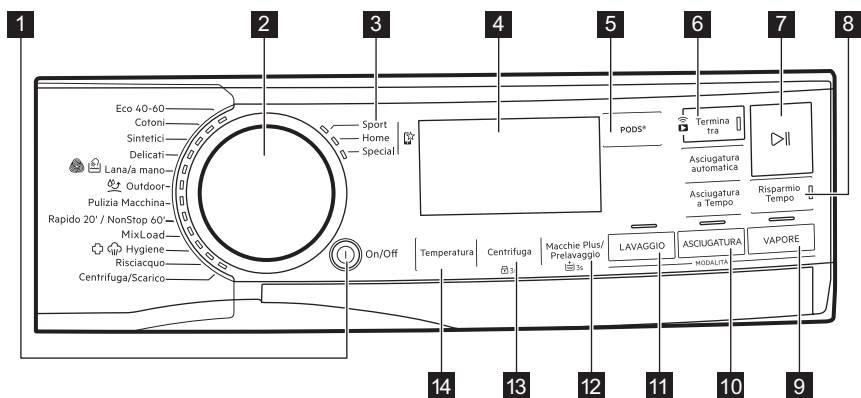 1
2
3
4
5
6
7
8
Eco 40-60
Cotoni
Sintetici
Delicati
Lana/a mano
Outdoor
Pulizia Macchina
Rapido 20' / NonStop 60'
MixLoad
Hygiene
Risciacquo
Centrifuga/Scarico
Sport
Home
Special
On/Off
Temperatura
Centrifuga
3s
Macchie Plus/
Prelavaggio
3s
PODS®
Termina
tra
Asciugatura
automatica
Asciugatura
a Tempo
Risparmio
Tempo
LAVAGGIO
ASCIUGATURA
VAPORE
MODALITÀ
14
13
12
11
10
9